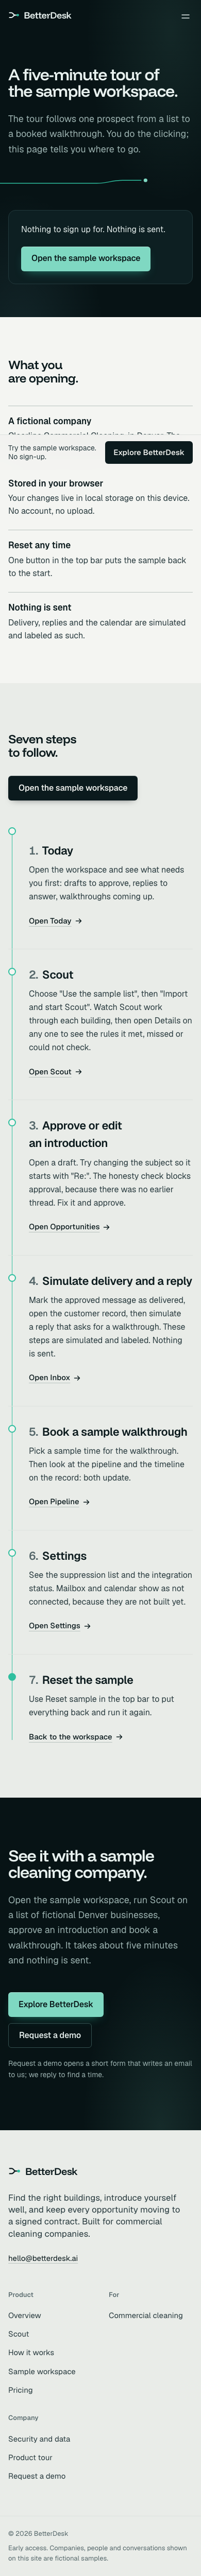 BetterDesk
A five-minute tour of
the sample workspace.
The tour follows one prospect from a list to
a booked walkthrough. You do the clicking;
this page tells you where to go.
Nothing to sign up for. Nothing is sent.
Open the sample workspace
What you
are opening.
A fictional company
Try the sample workspace.
No sign-up.
Explore BetterDesk
Stored in your browser
Your changes live in local storage on this device.
No account, no upload.
Reset any time
One button in the top bar puts the sample back
to the start.
Nothing is sent
Delivery, replies and the calendar are simulated
and labeled as such.
Seven steps
to follow.
Open the sample workspace
1. Today
Open the workspace and see what needs
you first: drafts to approve, replies to
answer, walkthroughs coming up.
Open Today →
2. Scout
Choose "Use the sample list", then "Import
and start Scout". Watch Scout work
through each building, then open Details on
any one to see the rules it met, missed or
could not check.
Open Scout →
3. Approve or edit
an introduction
Open a draft. Try changing the subject so it
starts with "Re:". The honesty check blocks
approval, because there was no earlier
thread. Fix it and approve.
Open Opportunities →
4. Simulate delivery and a reply
Mark the approved message as delivered,
open the customer record, then simulate
a reply that asks for a walkthrough. These
steps are simulated and labeled. Nothing
is sent.
Open Inbox →
5. Book a sample walkthrough
Pick a sample time for the walkthrough.
Then look at the pipeline and the timeline
on the record: both update.
Open Pipeline →
6. Settings
See the suppression list and the integration
status. Mailbox and calendar show as not
connected, because they are not built yet.
Open Settings →
7. Reset the sample
Use Reset sample in the top bar to put
everything back and run it again.
Back to the workspace →
See it with a sample
cleaning company.
Open the sample workspace, run Scout on
a list of fictional Denver businesses,
approve an introduction and book a
walkthrough. It takes about five minutes
and nothing is sent.
Explore BetterDesk
Request a demo
Request a demo opens a short form that writes an email
to us; we reply to find a time.
BetterDesk
Find the right buildings, introduce yourself
well, and keep every opportunity moving to
a signed contract. Built for commercial
cleaning companies.
hello@betterdesk.ai
Product
Overview
Scout
How it works
Sample workspace
Pricing
For
Commercial cleaning
Company
Security and data
Product tour
Request a demo
© 2026 BetterDesk
Early access. Companies, people and conversations shown
on this site are fictional samples.